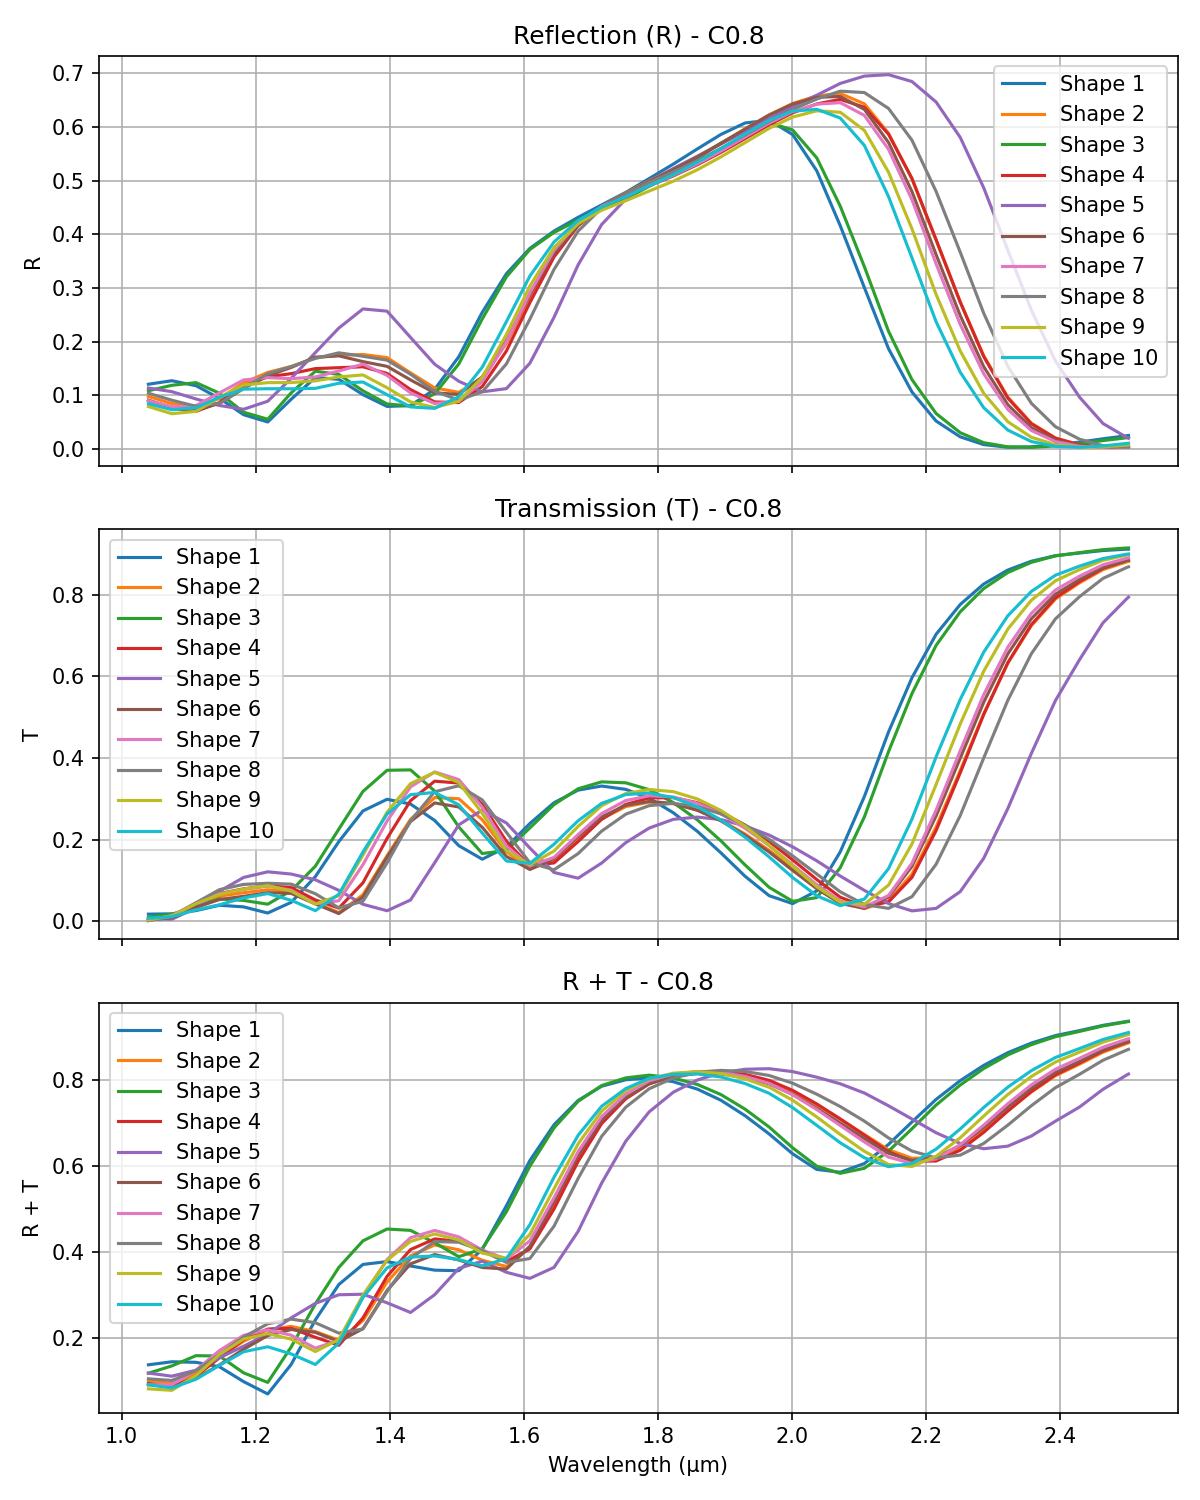 Reflection (R) - C0.8
0.7
0.6
0.5
0.4
0.3
0.2
0.1
0.0
R
Shape 1
Shape 2
Shape 3
Shape 4
Shape 5
Shape 6
Shape 7
Shape 8
Shape 9
Shape 10
Transmission (T) - C0.8
0.8
0.6
0.4
0.2
0.0
T
Shape 1
Shape 2
Shape 3
Shape 4
Shape 5
Shape 6
Shape 7
Shape 8
Shape 9
Shape 10
R + T - C0.8
0.8
0.6
0.4
0.2
R + T
Shape 1
Shape 2
Shape 3
Shape 4
Shape 5
Shape 6
Shape 7
Shape 8
Shape 9
Shape 10
1.0 1.2 1.4 1.6 1.8 2.0 2.2 2.4
Wavelength (μm)